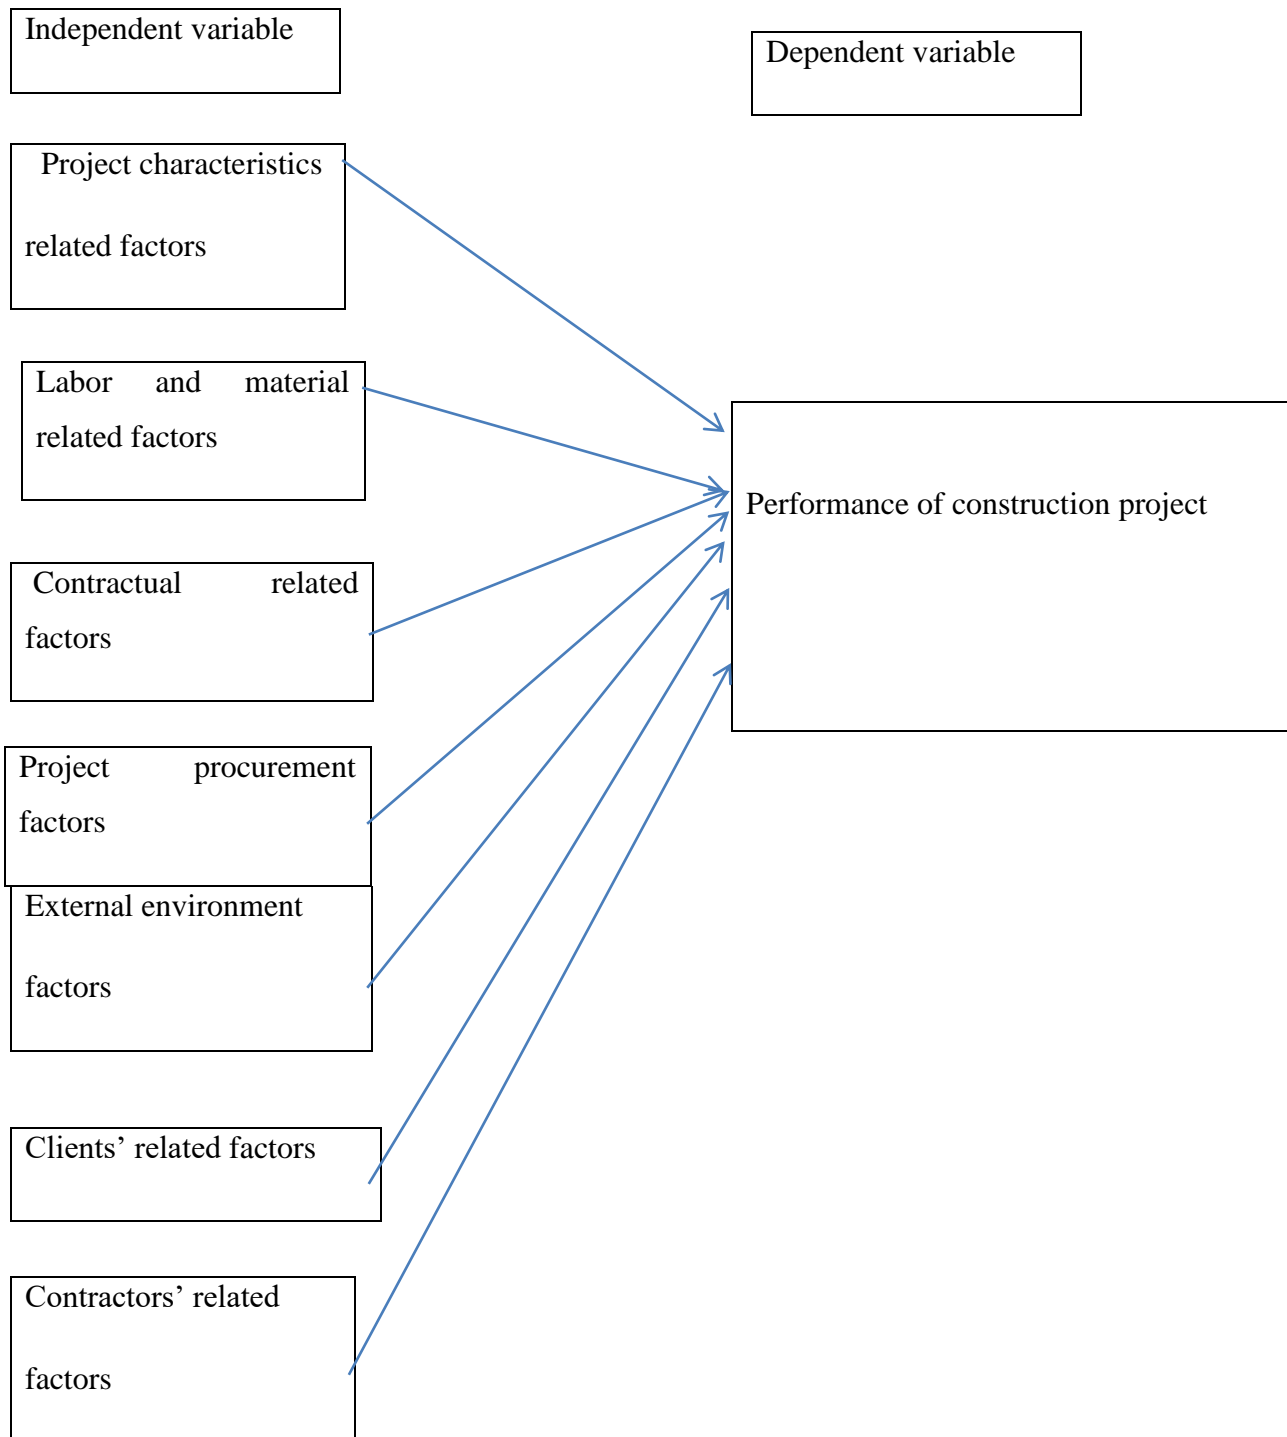 Independent variable
Dependent variable
Project characteristics
related factors
Labor and material
related factors
Performance of construction project
Contractual related
factors
Project procurement
factors
External environment
factors
Clients’ related factors
Contractors’ related
factors